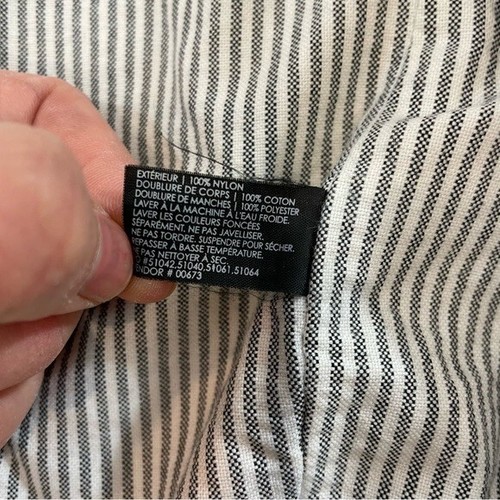 EXTÉRIEUR | 100% NYLON
DOUBLURE DE CORPS | 100% COTON
DOUBLURE DE MANCHES | 100% POLYESTER
LAVER À LA MACHINE À L'EAU FROIDE.
LAVER LES COULEURS FONCÉES
SÉPARÉMENT. NE PAS JAVELLISER.
NE PAS TORDRE. SUSPENDRE POUR SÉCHER.
REPASSER A BASSE TEMPÉRATURE.
PAS NETTOYER À SEC.
#51042,51040,51061,51064
ENDOR # 00673